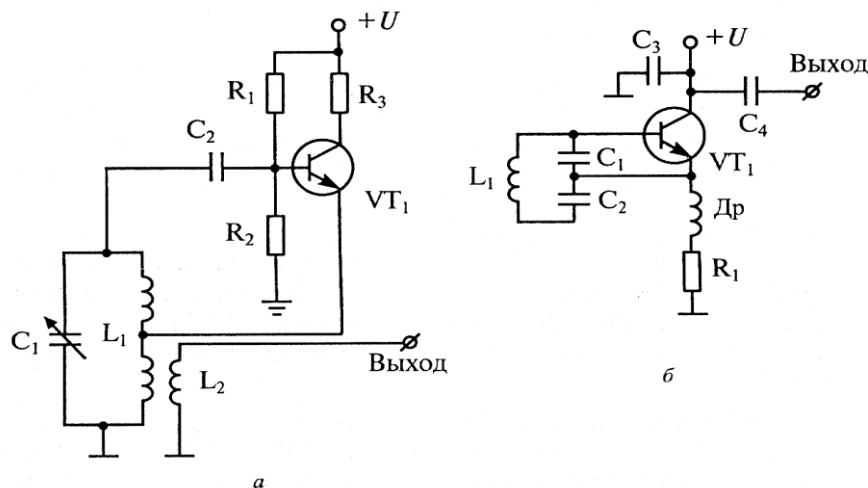 +U
R₁
R₃
C₂
VT₁
R₂
C₁
L₁
L₂
Выход
а
+U
C₃
Выход
C₄
C₁
VT₁
L₁
C₂
Др
R₁
б